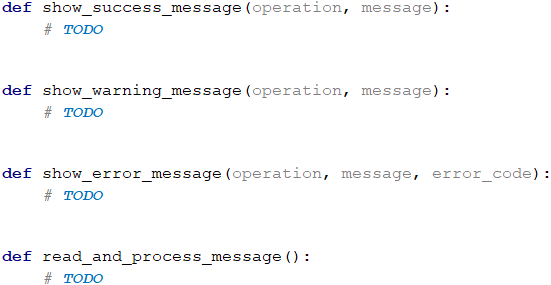 def show_success_message(operation, message):
    # TODO
def show_warning_message(operation, message):
    # TODO
def show_error_message(operation, message, error_code):
    # TODO
def read_and_process_message():
    # TODO